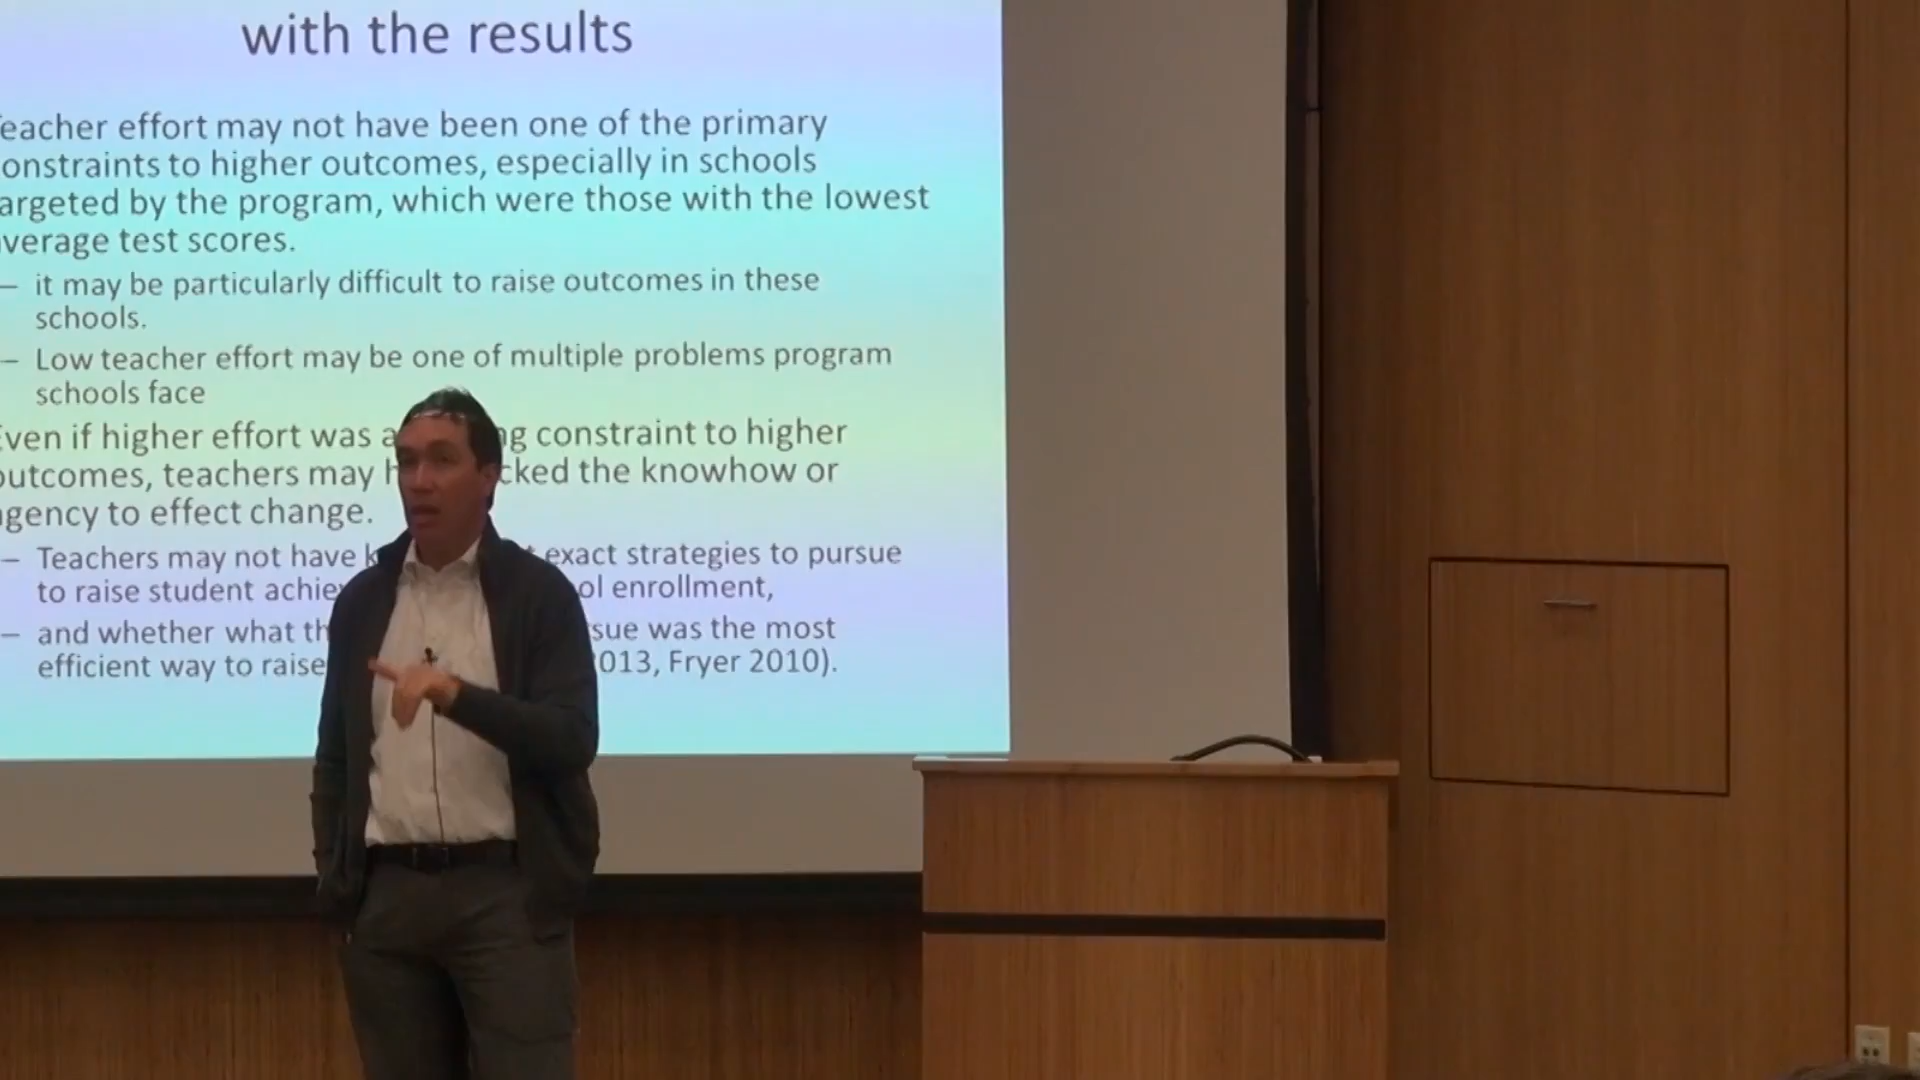 with the results
eacher effort may not have been one of the primary
onstraints to higher outcomes, especially in schools
argeted by the program, which were those with the lowest
verage test scores.
– it may be particularly difficult to raise outcomes in these
schools.
– Low teacher effort may be one of multiple problems program
schools face
ven if higher effort was a ng constraint to higher
outcomes, teachers may h cked the knowhow or
gency to effect change.
– Teachers may not have k exact strategies to pursue
to raise student achie ol enrollment,
– and whether what th sue was the most
efficient way to raise 013, Fryer 2010).